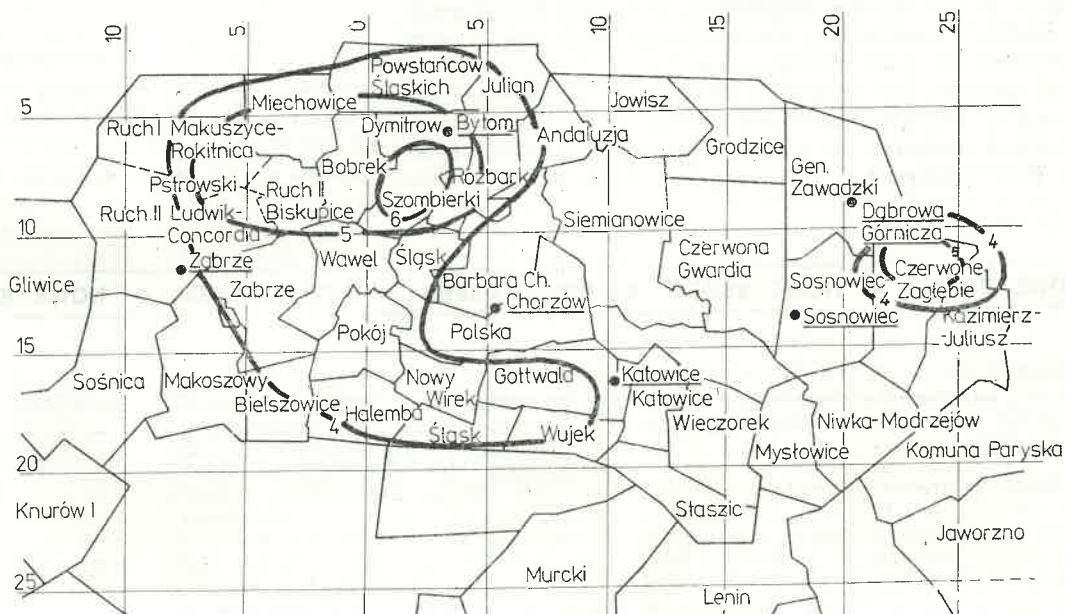 10 5 0 5 10 15 20 25
5
10
15
20
25
Powstańców
Śląskich
Julian
Miechowice
Jowisz
Ruch I Makuszyce-
Rokitnica
Dymitrow
Bytom
Andaluzja
Grodzice
Bobrek
Rozbark
Gen.
Zawadzki
Pstrowski
Ruch II
Biskupice
Szombierki
6
Ruch II Ludwik-
Concordia
5
Siemianowice
Dąbrowa
Górnicza
4
5
Zabrze
Wawel
Śląsk
Czerwona
Gwardia
Czerwone
Zagłębie
Gliwice
Zabrze
Barbara Ch.
Chorzów
Sosnowiec
4
Sosnowiec
Kazimierz-
Juliusz
Pokój
Polska
Sośnica
Makoszowy
Nowy
Wirek
Gottwald
Katowice
Katowice
Bielszowice
4
Halemba
Śląsk
Wujek
Wieczorek
Niwka-Modrzejów
Mysłowice
Komuna Paryska
Knurów I
Staszic
Jaworzno
Murcki
Lenin